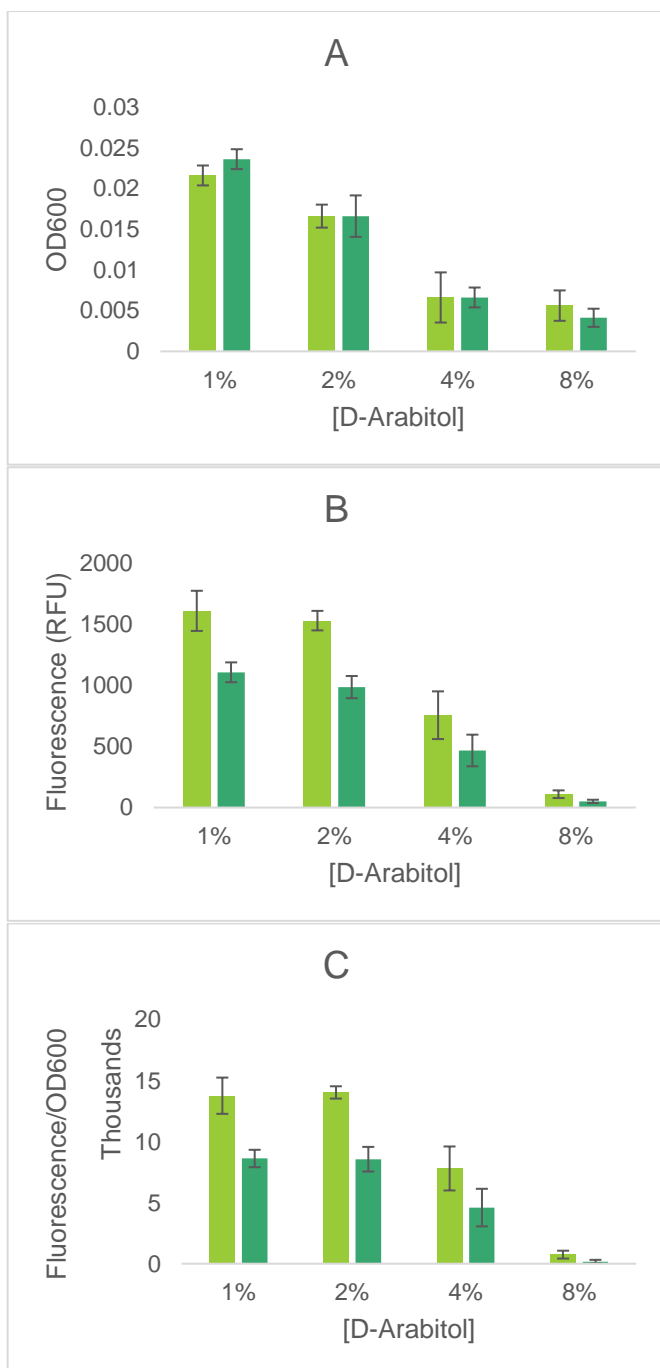 A
0.03
0.025
0.02
0.015
0.01
0.005
0
OD600
1% 2% 4% 8%
[D-Arabitol]
B
2000
1500
1000
500
0
Fluorescence (RFU)
1% 2% 4% 8%
[D-Arabitol]
C
20
15
10
5
0
Fluorescence/OD600
Thousands
1% 2% 4% 8%
[D-Arabitol]